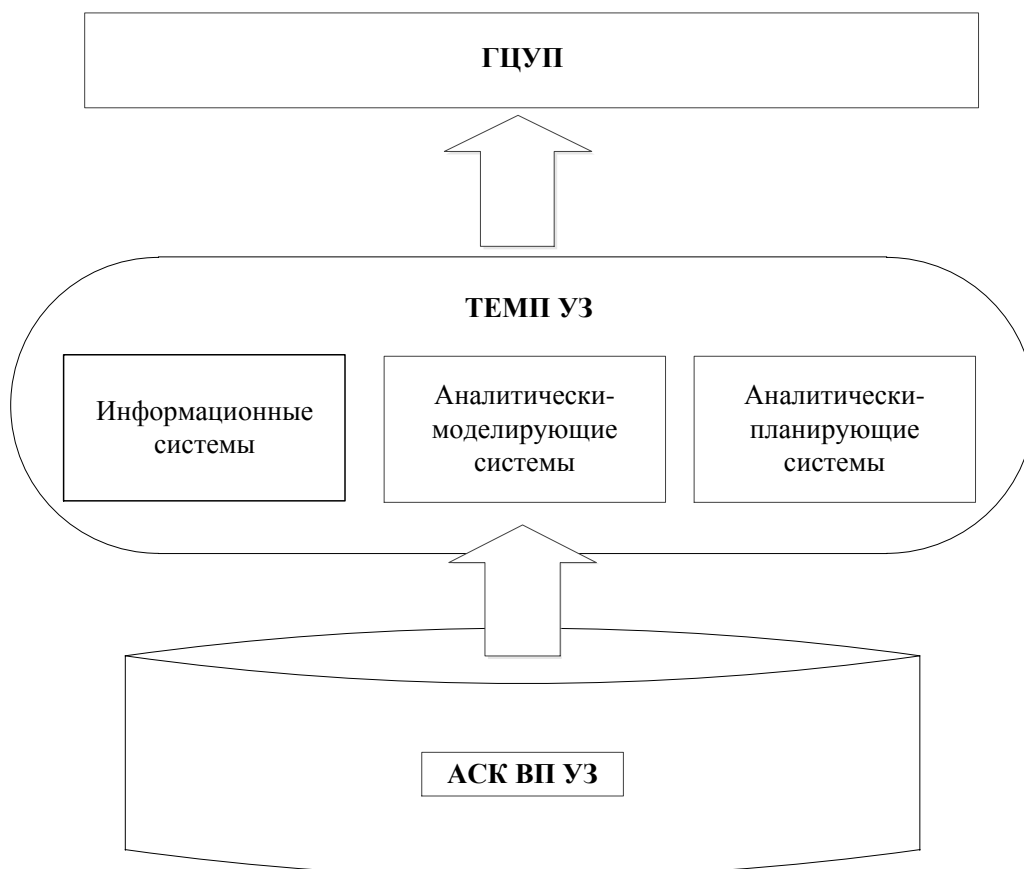 ГЦУП
ТЕМП УЗ
Информационные
системы
Аналитически-
моделирующие
системы
Аналитически-
планирующие
системы
АСК ВП УЗ